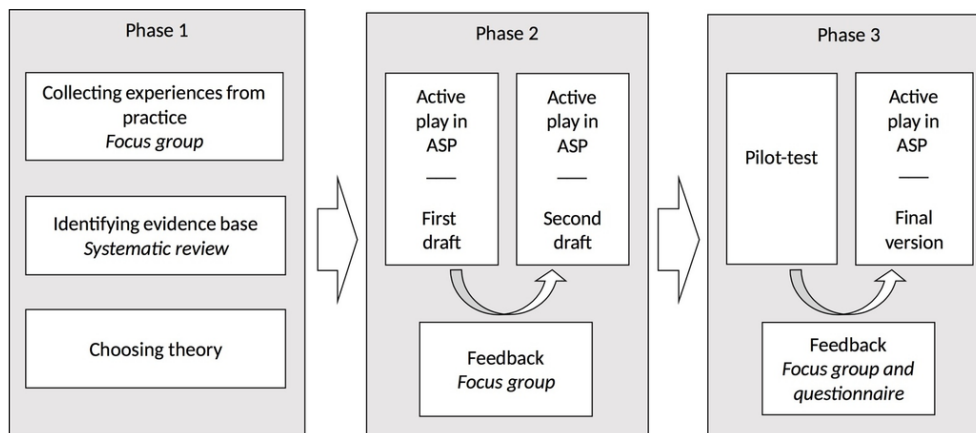 Phase 1
Collecting experiences from
practice
Focus group
Identifying evidence base
Systematic review
Choosing theory
Phase 2
Active
play in
ASP
First
draft
Active
play in
ASP
Second
draft
Feedback
Focus group
Phase 3
Pilot-test
Active
play in
ASP
Final
version
Feedback
Focus group and
questionnaire